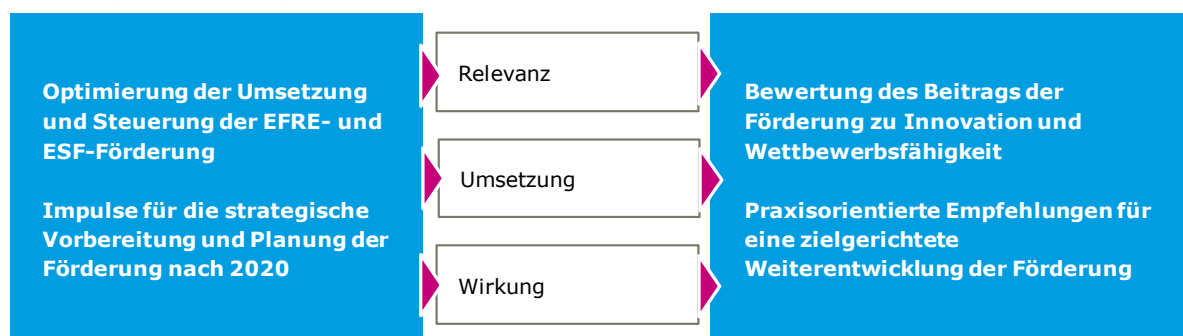 Optimierung der Umsetzung
und Steuerung der EFRE- und
ESF-Förderung
Impulse für die strategische
Vorbereitung und Planung der
Förderung nach 2020
Relevanz
Umsetzung
Wirkung
Bewertung des Beitrags der
Förderung zu Innovation und
Wettbewerbsfähigkeit
Praxisorientierte Empfehlungen für
eine zielgerichtete
Weiterentwicklung der Förderung